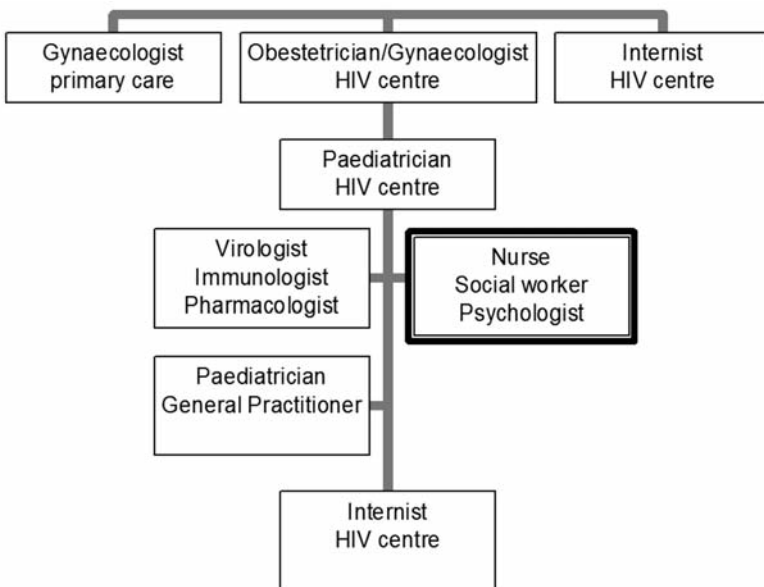 Gynaecologist
primary care
Obestetrician/Gynaecologist
HIV centre
Internist
HIV centre
Paediatrician
HIV centre
Virologist
Immunologist
Pharmacologist
Nurse
Social worker
Psychologist
Paediatrician
General Practitioner
Internist
HIV centre